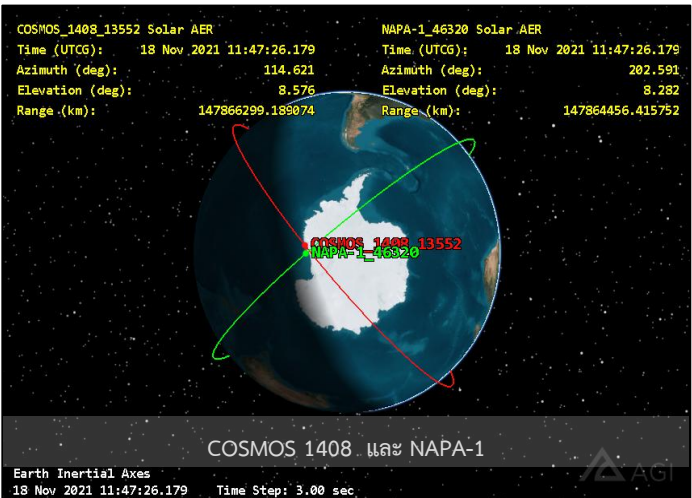 COSMOS_1408_13552 Solar AER
Time (UTCG): 18 Nov 2021 11:47:26.179
Azimuth (deg): 114.621
Elevation (deg): 8.576
Range (km): 147866299.189074
NAPA-1_46320 Solar AER
Time (UTCG): 18 Nov 2021 11:47:26.179
Azimuth (deg): 202.591
Elevation (deg): 8.282
Range (km): 147864456.415752
COSMOS_1408_13552
NAPA-1_46320
COSMOS 1408 และ NAPA-1
AGI
Earth Inertial Axes
18 Nov 2021 11:47:26.179 Time Step: 3.00 sec